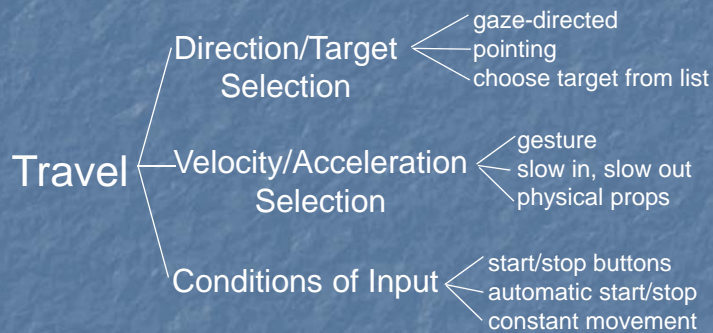 Travel
Direction/Target
Selection
gaze-directed
pointing
choose target from list
Velocity/Acceleration
Selection
gesture
slow in, slow out
physical props
Conditions of Input
start/stop buttons
automatic start/stop
constant movement